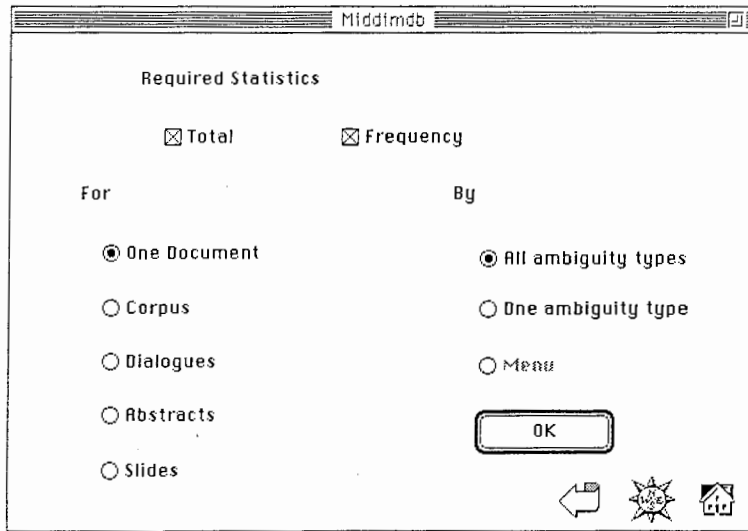 Middimdb
Required Statistics
Total Frequency
For By
One Document All ambiguity types
Corpus One ambiguity type
Dialogues Menu
Abstracts OK
Slides